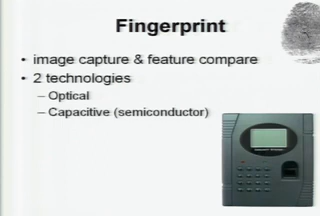 Fingerprint
• image capture & feature compare
• 2 technologies
– Optical
– Capacitive (semiconductor)